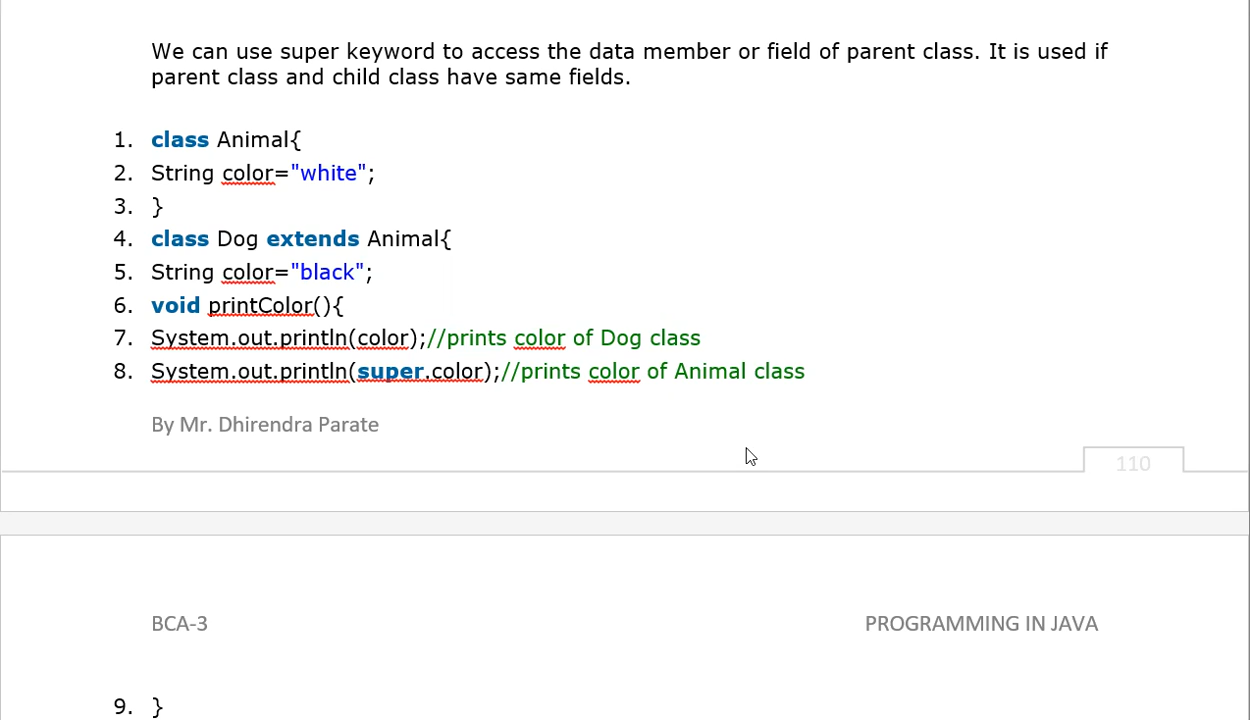 We can use super keyword to access the data member or field of parent class. It is used if
parent class and child class have same fields.
1. class Animal{
2. String color="white";
3. }
4. class Dog extends Animal{
5. String color="black";
6. void printColor(){
7. System.out.println(color);//prints color of Dog class
8. System.out.println(super.color);//prints color of Animal class
By Mr. Dhirendra Parate
110
BCA-3 PROGRAMMING IN JAVA
9. }